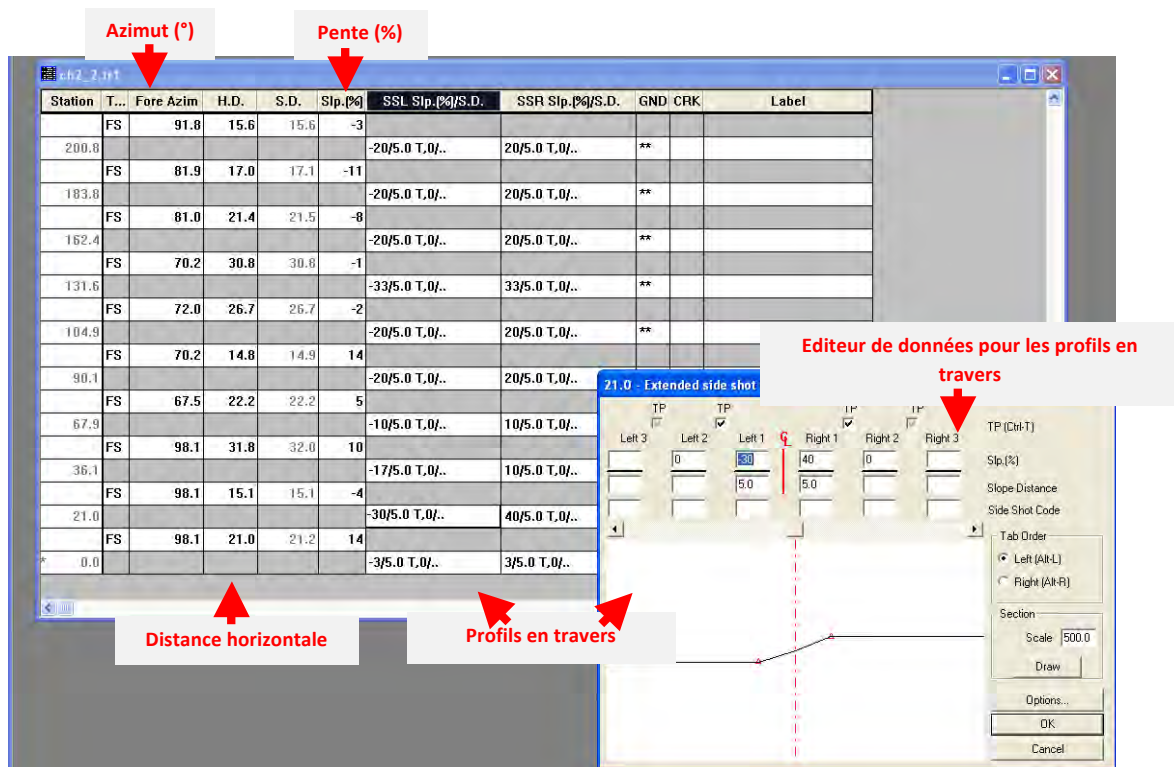 Azimut (°)
Pente (%)
ch2_2.trt
Station T... Fore Azim H.D. S.D. Slp.(%) SSL Slp.(%)/S.D. SSR Slp.(%)/S.D. GND CRK Label
FS 91.8 15.6 15.6 -3
200.8 -20/5.0 T,0/.. 20/5.0 T,0/.. **
FS 81.9 17.0 17.1 -11
183.8 -20/5.0 T,0/.. 20/5.0 T,0/.. **
FS 81.0 21.4 21.5 -8
162.4 -20/5.0 T,0/.. 20/5.0 T,0/.. **
FS 70.2 30.8 30.8 -1
131.6 -33/5.0 T,0/.. 33/5.0 T,0/.. **
FS 72.0 26.7 26.7 -2
104.9 -20/5.0 T,0/.. 20/5.0 T,0/.. **
FS 70.2 14.8 14.9 14
90.1 -20/5.0 T,0/.. 20/5.0 T,0/..
FS 67.5 22.2 22.2 5
67.9 -10/5.0 T,0/.. 10/5.0 T,0/..
FS 98.1 31.8 32.0 10
36.1 -17/5.0 T,0/.. 10/5.0 T,0/..
FS 98.1 15.1 15.1 -4
21.0 -30/5.0 T,0/.. 40/5.0 T,0/..
FS 98.1 21.0 21.2 14
* 0.0 -3/5.0 T,0/.. 3/5.0 T,0/..
Editeur de données pour les profils en
travers
21.0 - Extended side shot
TP TP TP TP
TP (Ctrl-T)
Left 3 Left 2 Left 1 CL Right 1 Right 2 Right 3
0 -30 40 0 Slp.(%)
5.0 5.0 Slope Distance
Side Shot Code
Tab Order
Left (Alt-L)
Right (Alt-R)
Section
Scale 500.0
Draw
Options...
OK
Cancel
Distance horizontale
Profils en travers